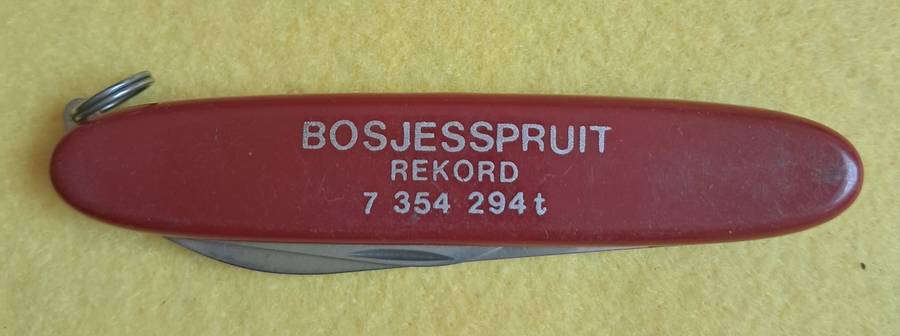 BOSJESSPRUIT
REKORD
7 354 294t